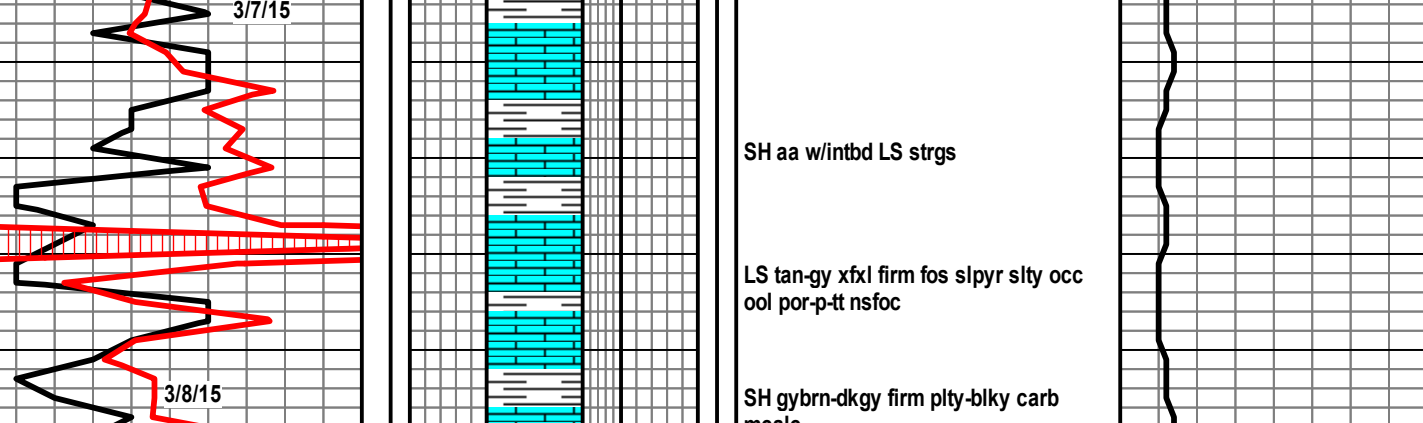 3/7/15
SH aa w/intbd LS strgs
LS tan-gy xfxl firm fos slpyr slty occ
ool por-p-tt nsfoc
3/8/15
SH gybrn-dkgy firm plty-blky carb